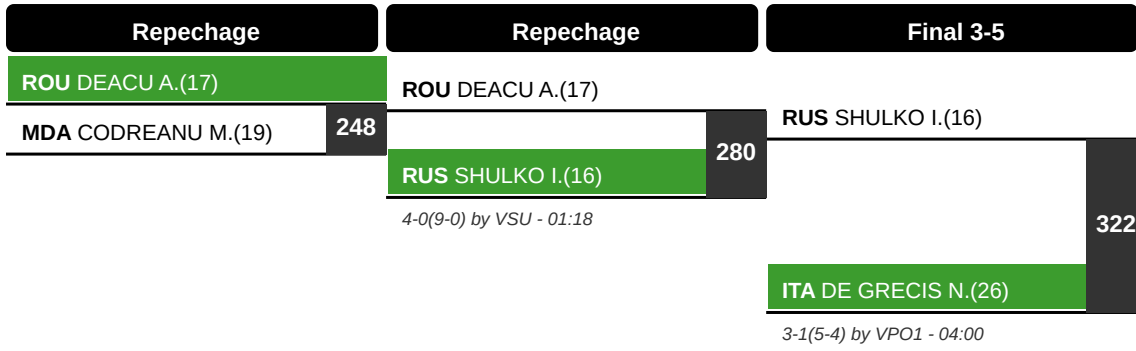 Repechage
ROU DEACU A.(17)
MDA CODREANU M.(19)
248
Repechage
ROU DEACU A.(17)
RUS SHULKO I.(16)
280
4-0(9-0) by VSU - 01:18
Final 3-5
RUS SHULKO I.(16)
322
ITA DE GRECIS N.(26)
3-1(5-4) by VPO1 - 04:00